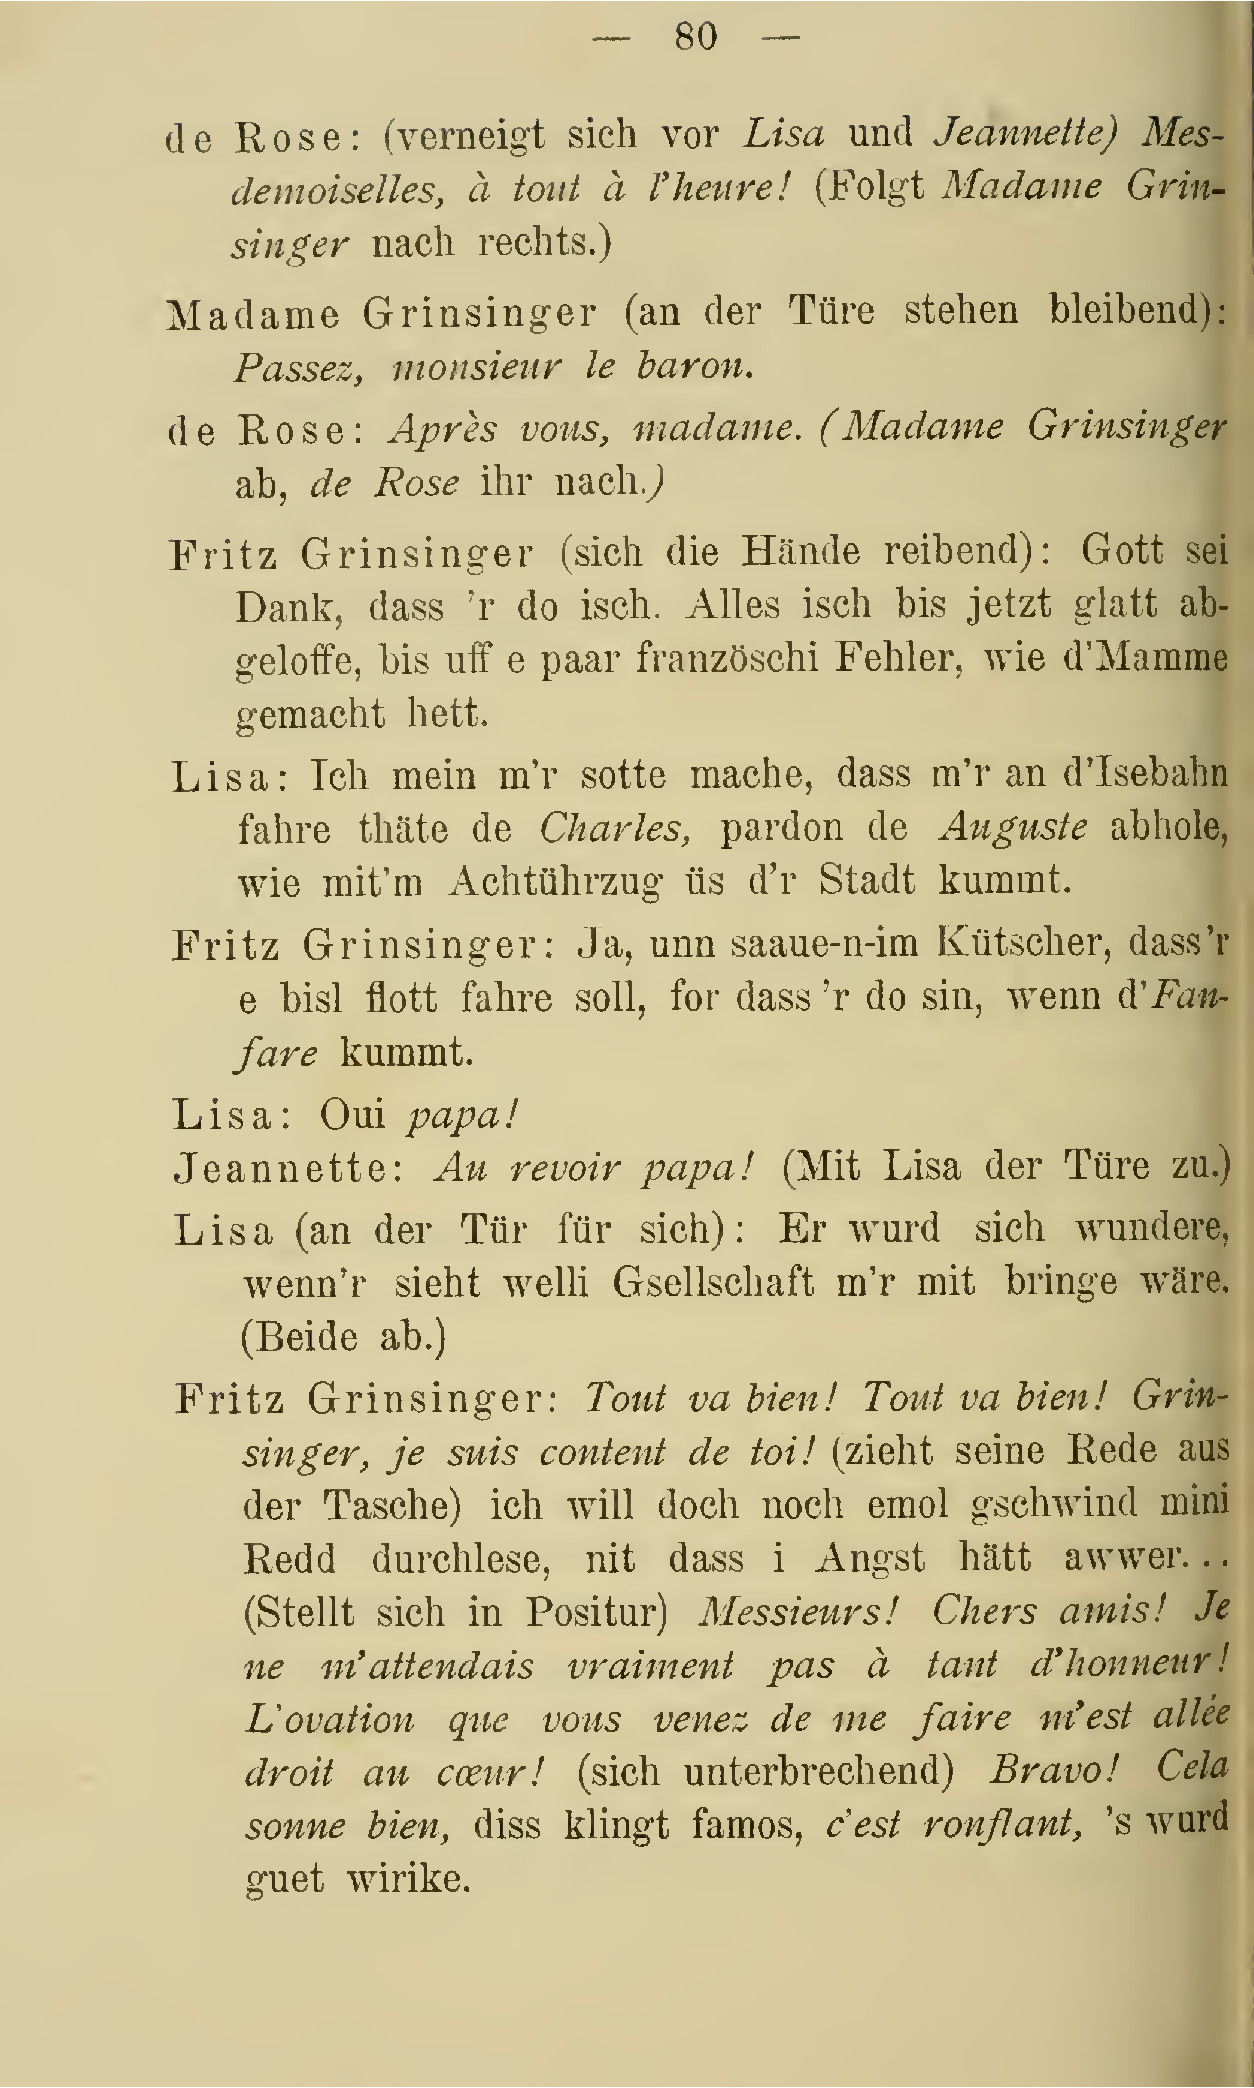 — 80 —
de Rose: (verneigt sich vor Lisa und Jeannette) Mes-
demoiselles, à tout à l'heure! (Folgt Madame Grin-
singer nach rechts.)
Madame Grinsinger (an der Türe stehen bleibend):
Passez, monsieur le baron.
de Rose: Après vous, madame. (Madame Grinsinger
ab, de Rose ihr nach.)
Fritz Grinsinger (sich die Hände reibend): Gott sei
Dank, dass 'r do isch. Alles isch bis jetzt glatt ab-
geloffe, bis uff e paar französchi Fehler, wie d'Mamme
gemacht hett.
Lisa: Ich mein m'r sotte mache, dass m'r an d'Isebahn
fahre thäte de Charles, pardon de Auguste abhole,
wie mit'm Achtührzug üs d'r Stadt kummt.
Fritz Grinsinger: Ja, unn saaue-n-im Kütscher, dass'r
e bisl flott fahre soll, for dass 'r do sin, wenn d'Fan-
fare kummt.
Lisa: Oui papa!
Jeannette: Au revoir papa! (Mit Lisa der Türe zu.)
Lisa (an der Tür für sich): Er wurd sich wundere,
wenn'r sieht welli Gsellschaft m'r mit bringe wäre.
(Beide ab.)
Fritz Grinsinger: Tout va bien! Tout va bien! Grin-
singer, je suis content de toi! (zieht seine Rede aus
der Tasche) ich will doch noch emol gschwind mini
Redd durchlese, nit dass i Angst hätt awwer...
(Stellt sich in Positur) Messieurs! Chers amis! Je
ne m'attendais vraiment pas à tant d'honneur!
L'ovation que vous venez de me faire m'est allée
droit au cœur! (sich unterbrechend) Bravo! Cela
sonne bien, diss klingt famos, c'est ronflant, 's wurd
guet wirike.